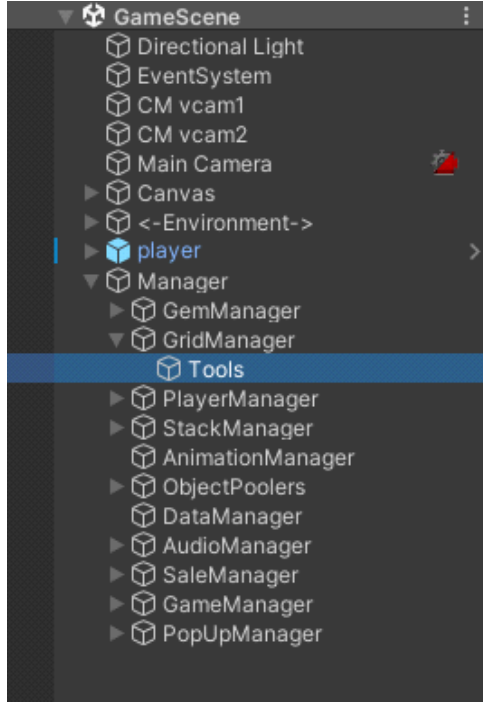 GameScene
Directional Light
EventSystem
CM vcam1
CM vcam2
Main Camera
Canvas
<-Environment->
player
Manager
GemManager
GridManager
Tools
PlayerManager
StackManager
AnimationManager
ObjectPoolers
DataManager
AudioManager
SaleManager
GameManager
PopUpManager